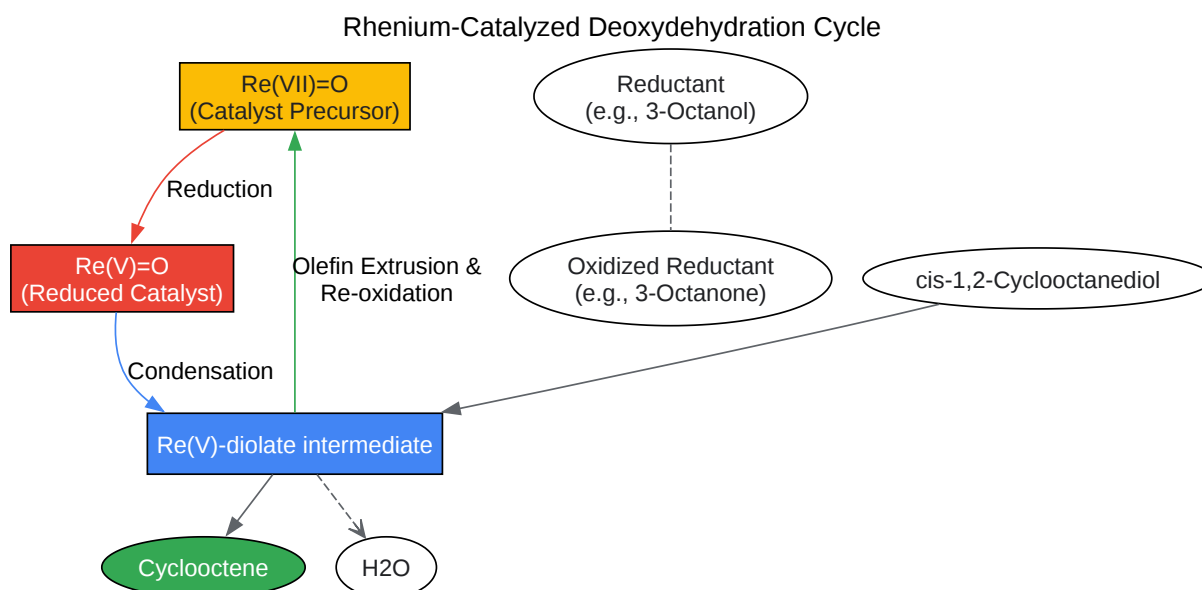 Rhenium-Catalyzed Deoxydehydration Cycle
Re(VII)=O
(Catalyst Precursor)
Reductant
(e.g., 3-Octanol)
Reduction
Re(V)=O
(Reduced Catalyst)
Olefin Extrusion &
Re-oxidation
Oxidized Reductant
(e.g., 3-Octanone)
cis-1,2-Cyclooctanediol
Condensation
Re(V)-diolate intermediate
Cyclooctene
H2O